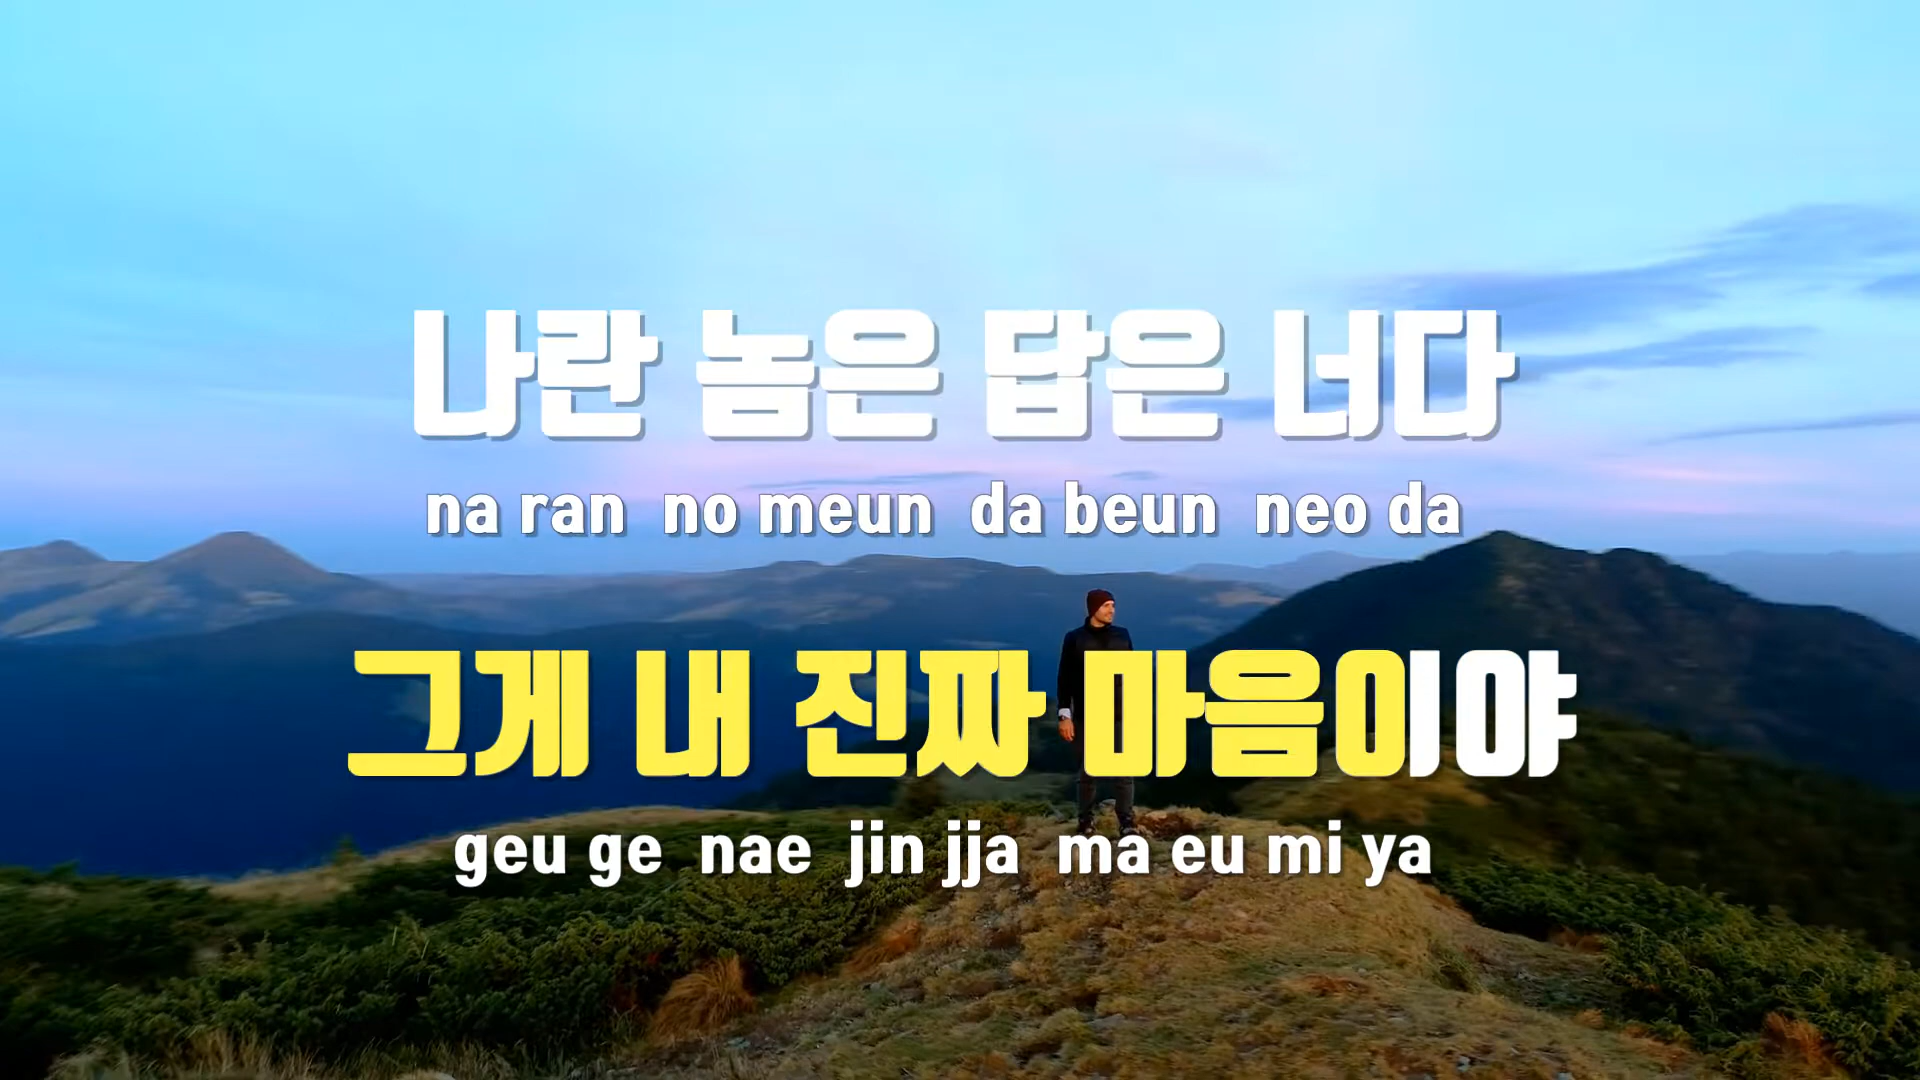 나란 놈은 답은 너다
na ran no meun da beun neo da
그게 내 진짜 마음이야
geu ge nae jin jja ma eu mi ya